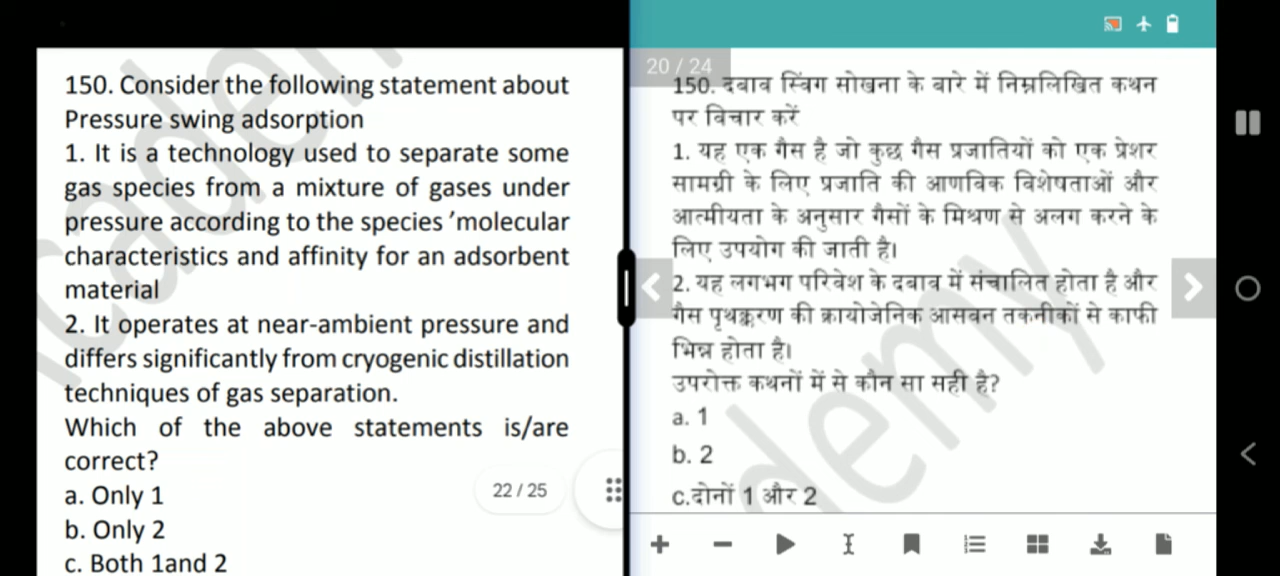 150. Consider the following statement about
Pressure swing adsorption
1. It is a technology used to separate some
gas species from a mixture of gases under
pressure according to the species ’molecular
characteristics and affinity for an adsorbent
material
2. It operates at near-ambient pressure and
differs significantly from cryogenic distillation
techniques of gas separation.
Which of the above statements is/are
correct?
a. Only 1
b. Only 2
c. Both 1and 2
22 / 25
20 / 24
150. दबाव स्विंग सोखना के बारे में निम्नलिखित कथन
पर विचार करें
1. यह एक गैस है जो कुछ गैस प्रजातियों को एक प्रेशर
सामग्री के लिए प्रजाति की आणविक विशेषताओं और
आत्मीयता के अनुसार गैसों के मिश्रण से अलग करने के
लिए उपयोग की जाती है।
2. यह लगभग परिवेश के दबाव में संचालित होता है और
गैस पृथक्करण की क्रायोजेनिक आसवन तकनीकों से काफी
भिन्न होता है।
उपरोक्त कथनों में से कौन सा सही है?
a. 1
b. 2
c.दोनों 1 और 2